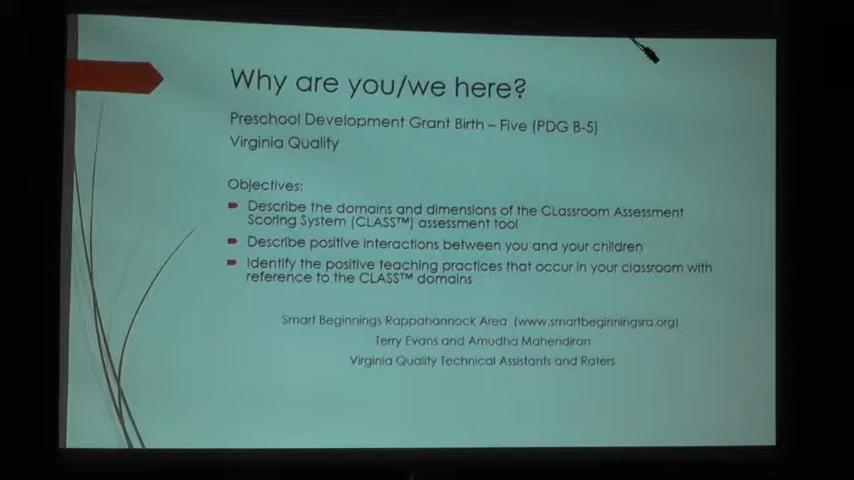 Why are you/we here?
Preschool Development Grant Birth – Five (PDG B-5)
Virginia Quality
Objectives:
Describe the domains and dimensions of the CLassroom Assessment
Scoring System (CLASS™) assessment tool
Describe positive interactions between you and your children
Identify the positive teaching practices that occur in your classroom with
reference to the CLASS™ domains
Smart Beginnings Rappahannock Area (www.smartbeginningsra.org)
Terry Evans and Amudha Mahendiran
Virginia Quality Technical Assistants and Raters